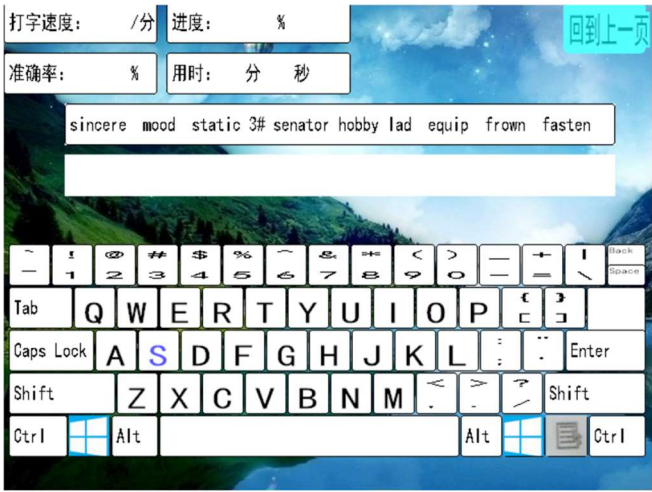 打字速度: /分 进度: % 回到上一页
准确率: % 用时: 分 秒
sincere mood static 3# senator hobby lad equip frown fasten
~ ! @ # $ % ^ & * < > — + | Back
— 1 2 3 4 5 6 7 8 9 0 — = \ Space
Tab Q W E R T Y U I O P { }
[ ]
Caps Lock A S D F G H J K L : " Enter
; '
Shift Z X C V B N M < > ? Shift
, . /
Ctrl Alt Alt Ctrl